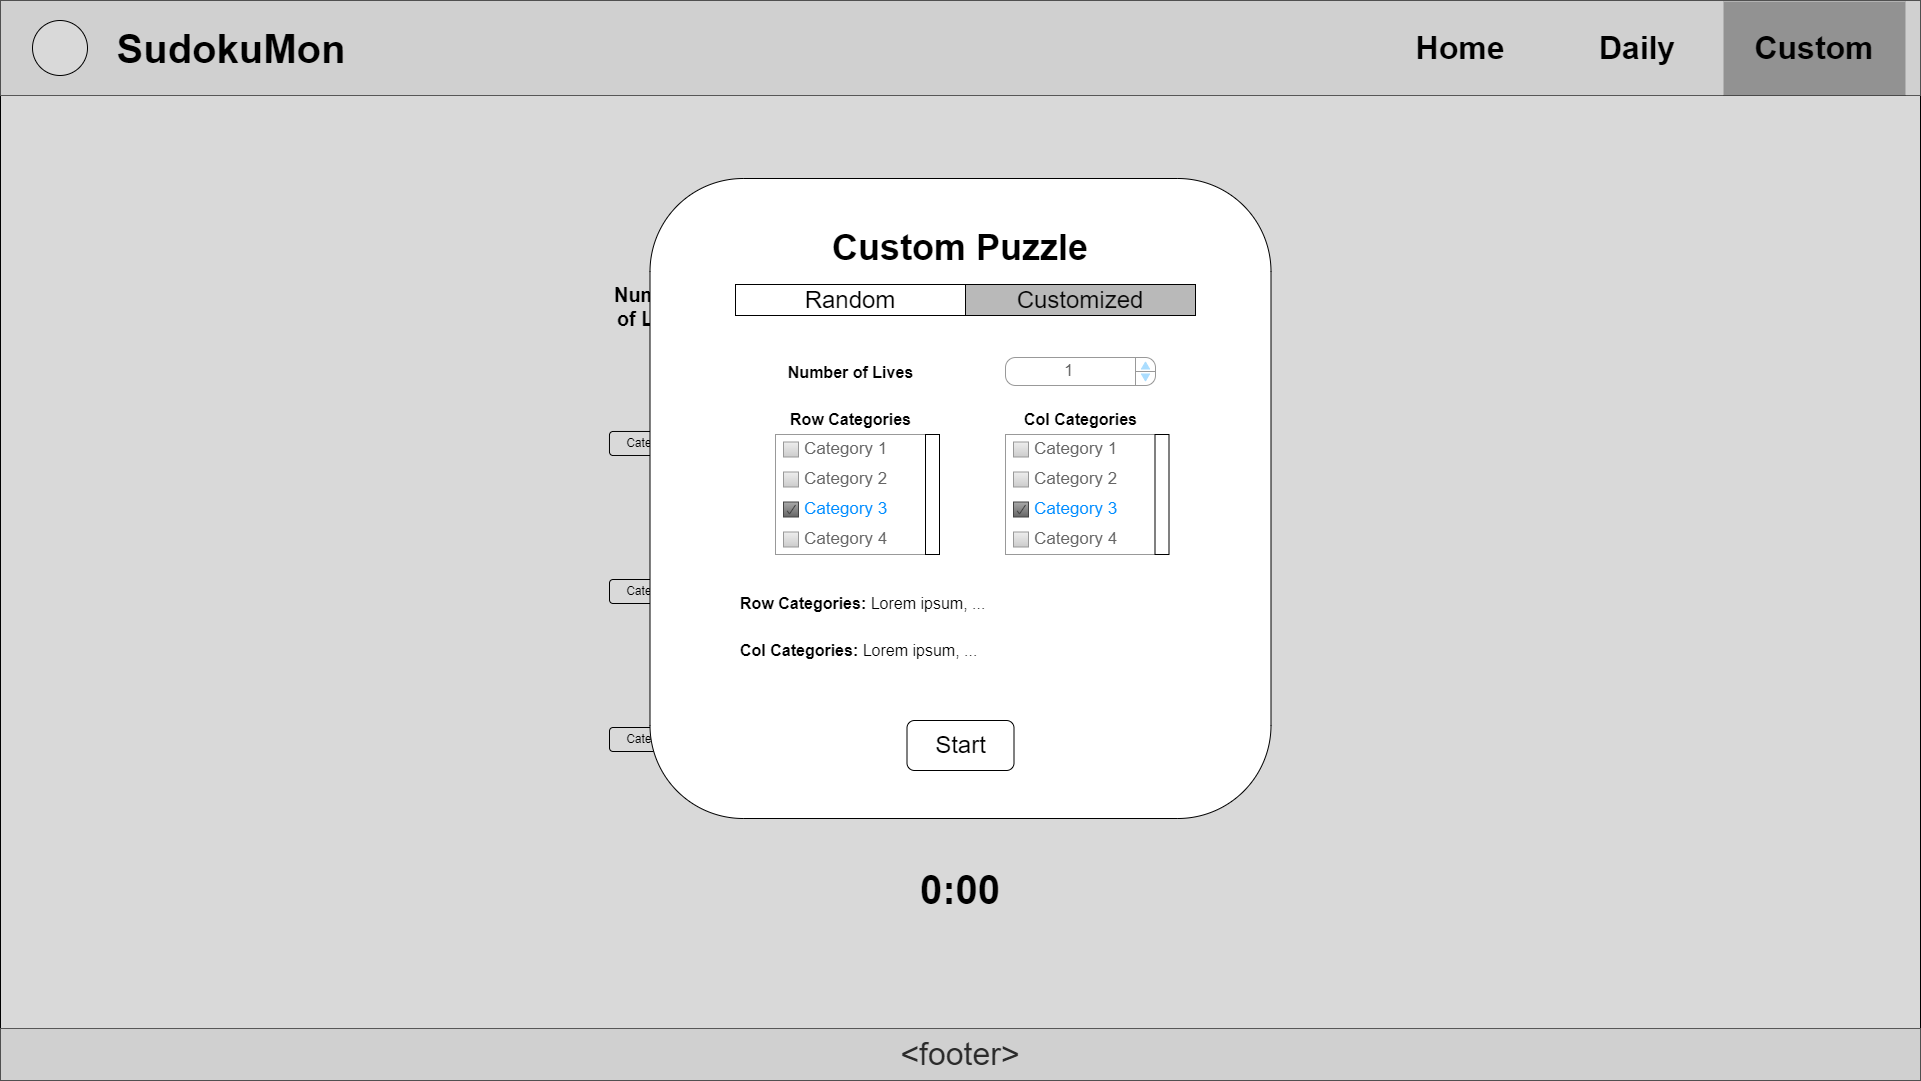 SudokuMon
Home
Daily
Custom
Custom Puzzle
Random
Customized
Num
of L
Number of Lives
1
Row Categories
Col Categories
Category 1
Category 2
Category 3
Category 4
Category 1
Category 2
Category 3
Category 4
Cate
Cate
Cate
Row Categories: Lorem ipsum, ...
Col Categories: Lorem ipsum, ...
Start
0:00
<footer>